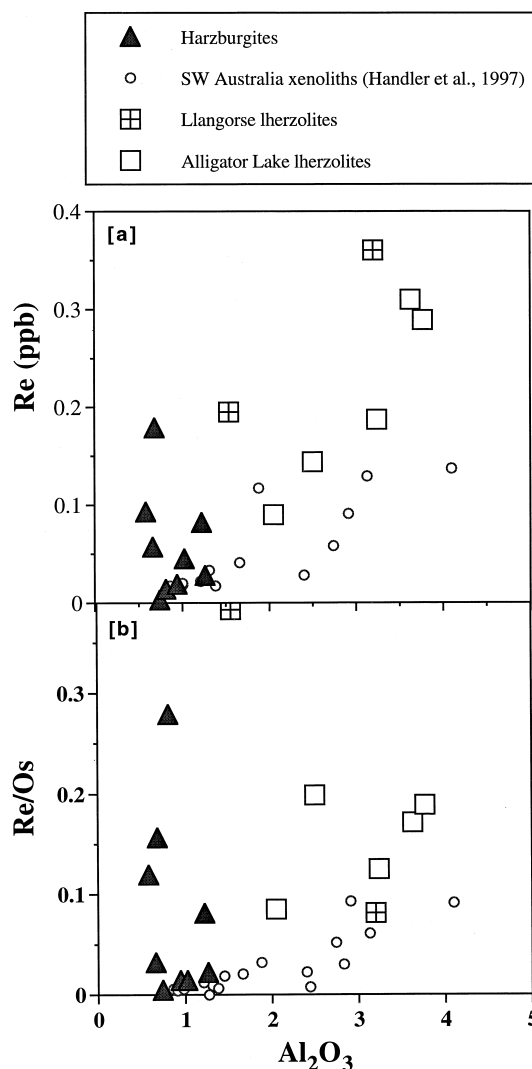 Harzburgites
SW Australia xenoliths (Handler et al., 1997)
Llangorse lherzolites
Alligator Lake lherzolites
[a]
0.4
0.3
0.2
0.1
0
Re (ppb)
[b]
0.3
0.2
0.1
0
Re/Os
0 1 2 3 4 5
Al2O3